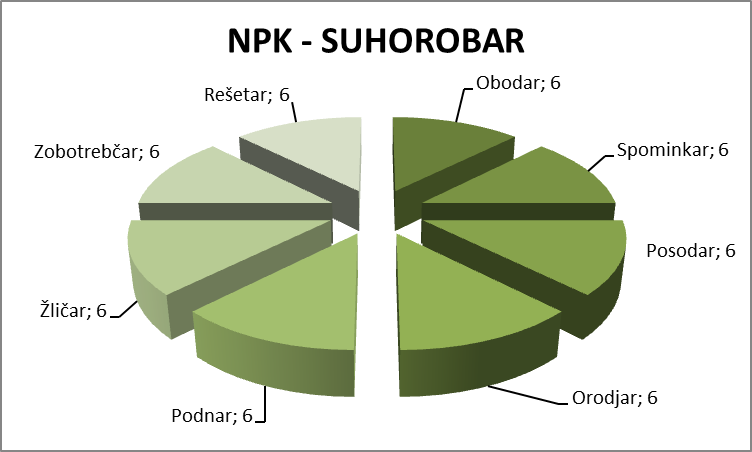 NPK - SUHOROBAR
Obodar; 6
Spominkar; 6
Posodar; 6
Orodjar; 6
Podnar; 6
Žličar; 6
Zobotrebčar; 6
Rešetar; 6